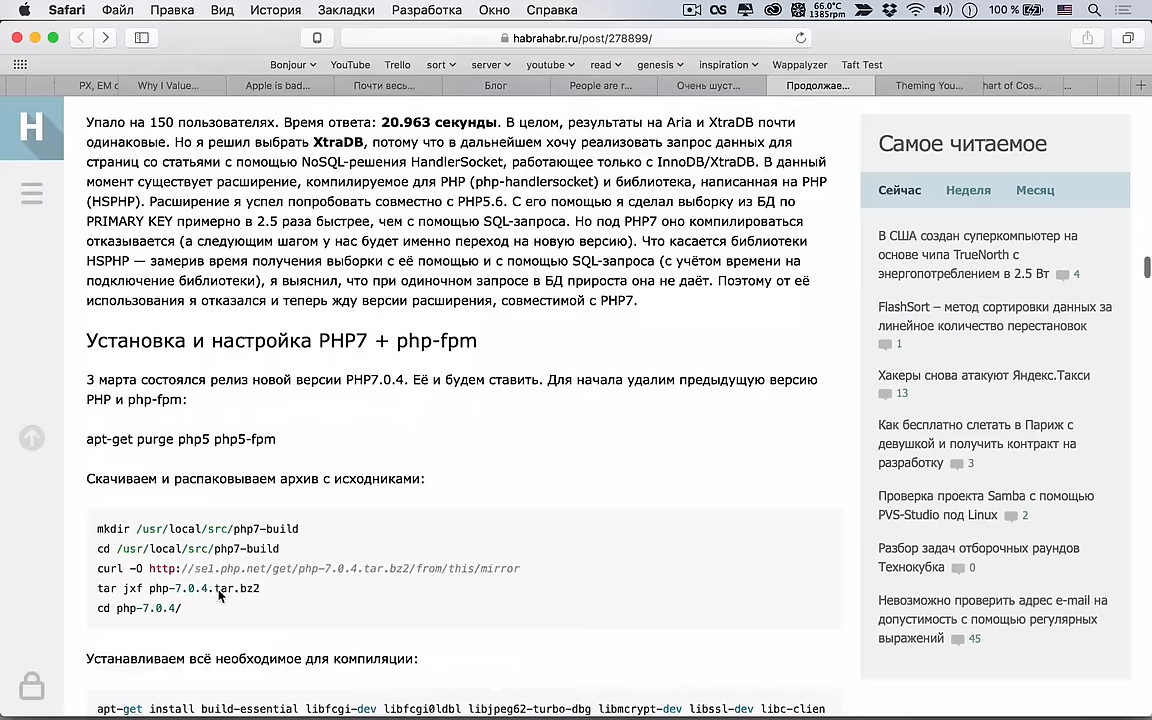 Safari Файл Правка Вид История Закладки Разработка Окно Справка 66.0°C 1385rpm 100 %
habrahabr.ru/post/278899/
Bonjour YouTube Trello sort server youtube read genesis inspiration Wappalyzer Taft Test
PX, EM с Why I Value... Apple is bad... Почти весь... Блог People are r... Очень шуст... Продолжае... Theming You... hart of Cos... ...
H
Упало на 150 пользователях. Время ответа: 20.963 секунды. В целом, результаты на Aria и XtraDB почти
одинаковые. Но я решил выбрать XtraDB, потому что в дальнейшем хочу реализовать запрос данных для
страниц со статьями с помощью NoSQL-решения HandlerSocket, работающее только с InnoDB/XtraDB. В данный
момент существует расширение, компилируемое для PHP (php-handlersocket) и библиотека, написанная на PHP
(HSPHP). Расширение я успел попробовать совместно с PHP5.6. С его помощью я сделал выборку из БД по
PRIMARY KEY примерно в 2.5 раза быстрее, чем с помощью SQL-запроса. Но под PHP7 оно компилироваться
отказывается (а следующим шагом у нас будет именно переход на новую версию). Что касается библиотеки
HSPHP — замерив время получения выборки с её помощью и с помощью SQL-запроса (с учётом времени на
подключение библиотеки), я выяснил, что при одиночном запросе в БД прироста она не даёт. Поэтому от её
использования я отказался и теперь жду версии расширения, совместимой с PHP7.
Установка и настройка PHP7 + php-fpm
3 марта состоялся релиз новой версии PHP7.0.4. Её и будем ставить. Для начала удалим предыдущую версию
PHP и php-fpm:
apt-get purge php5 php5-fpm
Скачиваем и распаковываем архив с исходниками:
mkdir /usr/local/src/php7-build
cd /usr/local/src/php7-build
curl -O http://se1.php.net/get/php-7.0.4.tar.bz2/from/this/mirror
tar jxf php-7.0.4.tar.bz2
cd php-7.0.4/
Устанавливаем всё необходимое для компиляции:
apt-get install build-essential libfcgi-dev libfcgi0ldbl libjpeg62-turbo-dbg libmcrypt-dev libssl-dev libc-clien
Самое читаемое
Сейчас Неделя Месяц
В США создан суперкомпьютер на
основе чипа TrueNorth с
энергопотреблением в 2.5 Вт 4
FlashSort – метод сортировки данных за
линейное количество перестановок
1
Хакеры снова атакуют Яндекс.Такси
13
Как бесплатно слетать в Париж с
девушкой и получить контракт на
разработку 3
Проверка проекта Samba с помощью
PVS-Studio под Linux 2
Разбор задач отборочных раундов
Технокубка 0
Невозможно проверить адрес e-mail на
допустимость с помощью регулярных
выражений 45